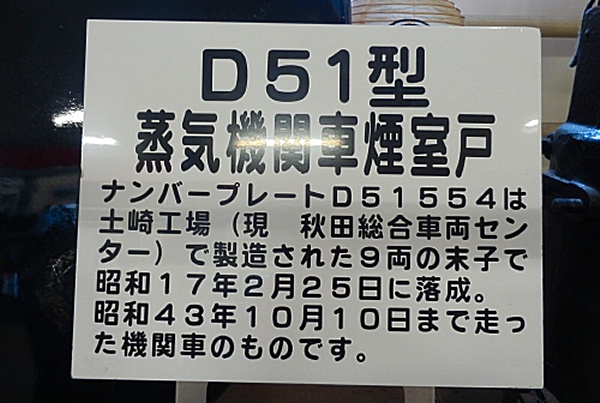 D51型
蒸気機関車煙室戸
ナンバープレートD51554は
土崎工場（現　秋田総合車両セン
ター）で製造された9両の末子で
昭和17年2月25日に落成。
昭和43年10月10日まで走っ
た機関車のものです。